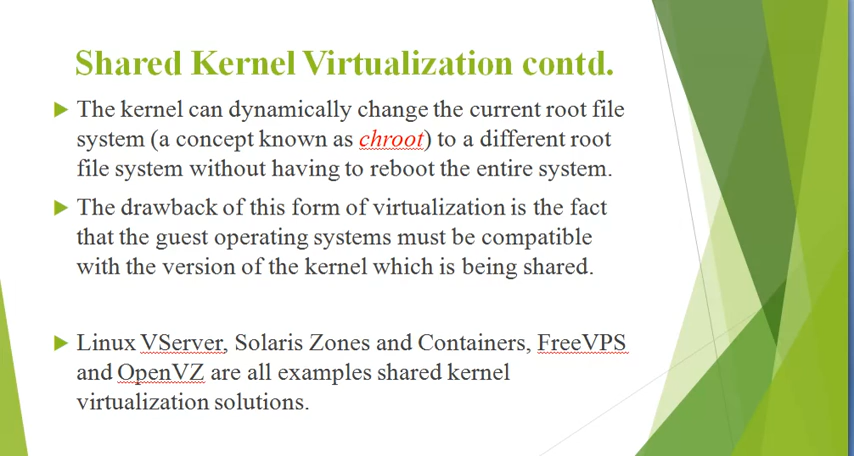 Shared Kernel Virtualization contd.
The kernel can dynamically change the current root file
system (a concept known as chroot) to a different root
file system without having to reboot the entire system.
The drawback of this form of virtualization is the fact
that the guest operating systems must be compatible
with the version of the kernel which is being shared.
Linux VServer, Solaris Zones and Containers, FreeVPS
and OpenVZ are all examples shared kernel
virtualization solutions.